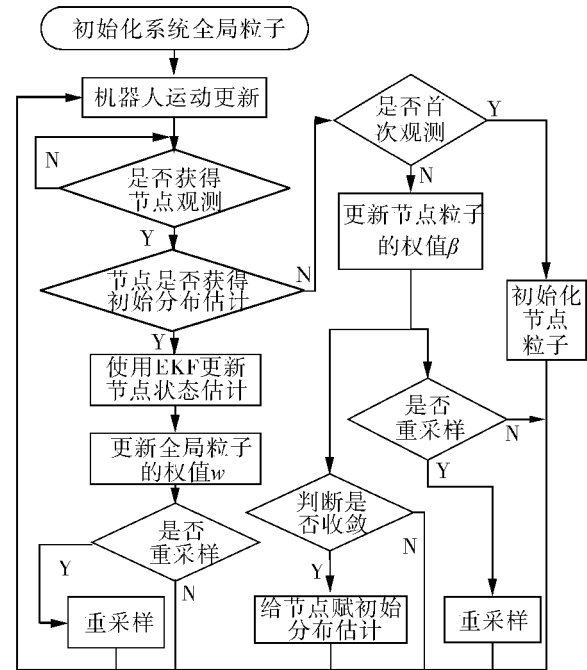 初始化系统全局粒子
机器人运动更新
N
是否获得
节点观测
Y
节点是否获得
初始分布估计
N
Y
使用EKF更新
节点状态估计
更新全局粒子
的权值w
是否
重采样
Y
N
重采样
是否首
次观测
Y
N
更新节点粒子
的权值β
初始化
节点
粒子
是否
重采样
N
Y
判断是
否收敛
N
Y
给节点赋初始
分布估计
重采样